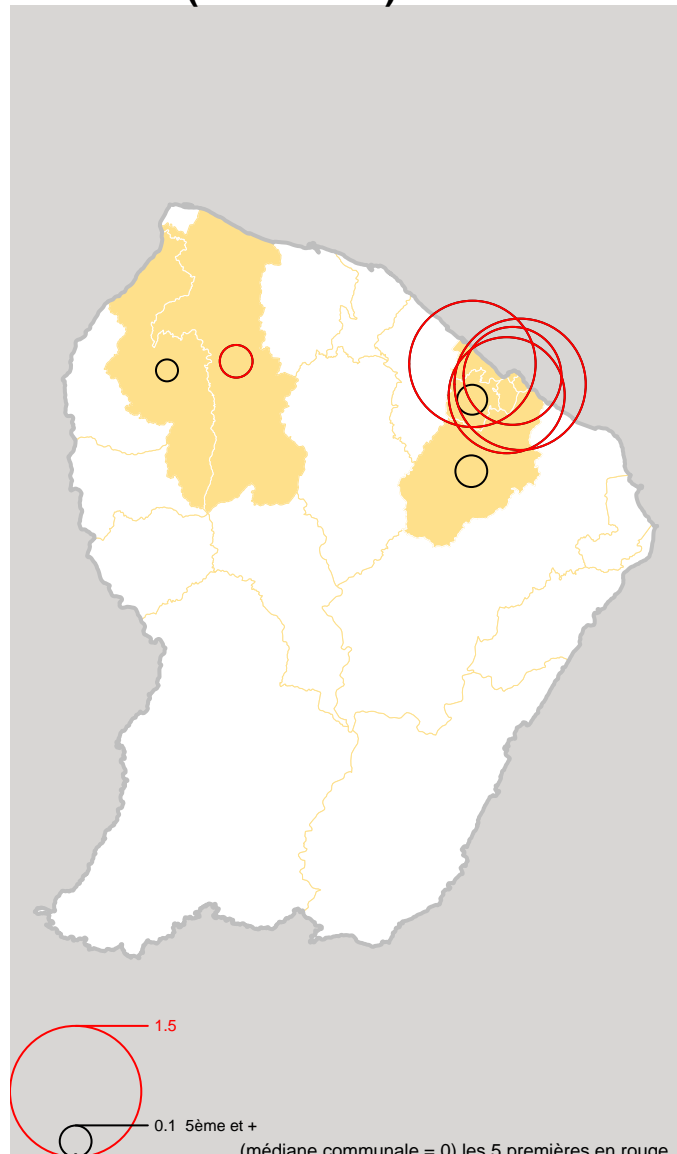 1.5
0.1 5ème et +
(médiane communale = 0) les 5 premières en rouge